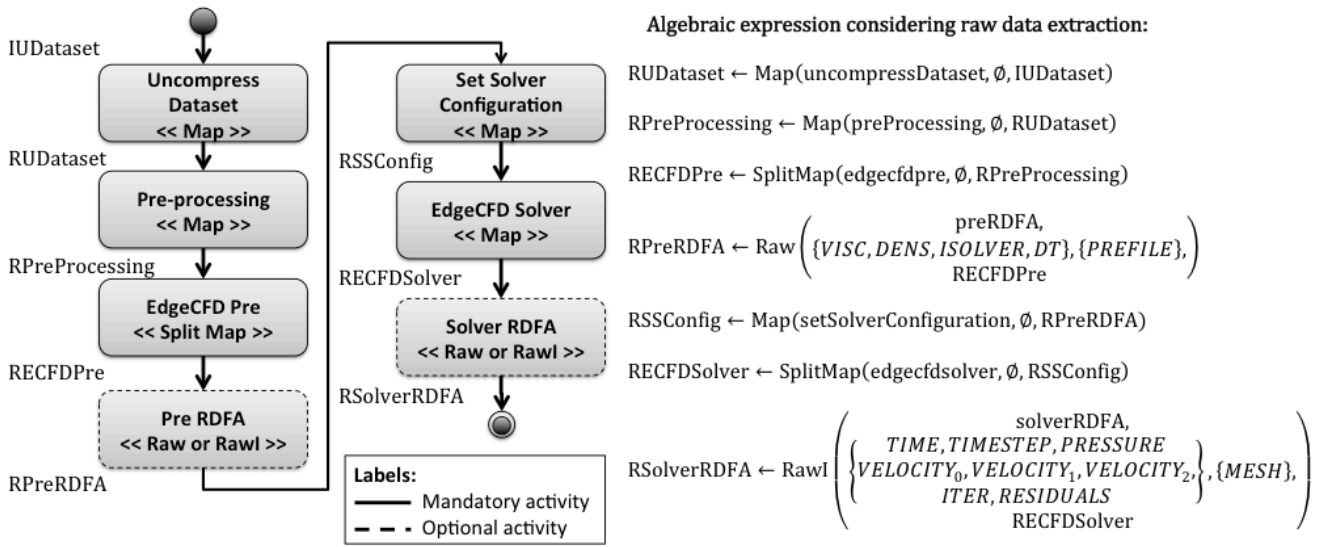 IUDataset
Uncompress
Dataset
<< Map >>
RUDataset
Pre-processing
<< Map >>
RPreProcessing
EdgeCFD Pre
<< Split Map >>
RECFDPre
Pre RDFA
<< Raw or RawI >>
RPreRDFA
Set Solver
Configuration
<< Map >>
RSSConfig
EdgeCFD Solver
<< Map >>
RECFDSolver
Solver RDFA
<< Raw or RawI >>
RSolverRDFA
Labels:
Mandatory activity
Optional activity
Algebraic expression considering raw data extraction:
RUDataset ← Map(uncompressDataset, ∅, IUDataset)
RPreProcessing ← Map(preProcessing, ∅, RUDataset)
RECFDPre ← SplitMap(edgecfdpre, ∅, RPreProcessing)
preRDFA,
RPreRDFA ← Raw ( {VISC, DENS, ISOLVER, DT}, {PREFILE}, )
RECFDPre
RSSConfig ← Map(setSolverConfiguration, ∅, RPreRDFA)
RECFDSolver ← SplitMap(edgecfdsolver, ∅, RSSConfig)
solverRDFA,
TIME, TIMESTEP, PRESSURE
RSolverRDFA ← RawI ( { VELOCITY₀, VELOCITY₁, VELOCITY₂, } , {MESH}, )
ITER, RESIDUALS
RECFDSolver